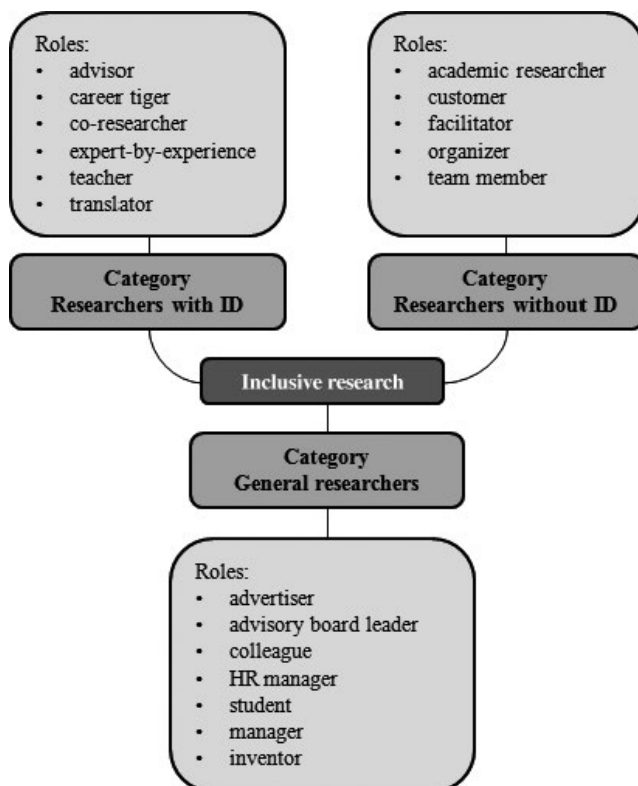 Roles:
• advisor
• career tiger
• co-researcher
• expert-by-experience
• teacher
• translator
Roles:
• academic researcher
• customer
• facilitator
• organizer
• team member
Category
Researchers with ID
Category
Researchers without ID
Inclusive research
Category
General researchers
Roles:
• advertiser
• advisory board leader
• colleague
• HR manager
• student
• manager
• inventor